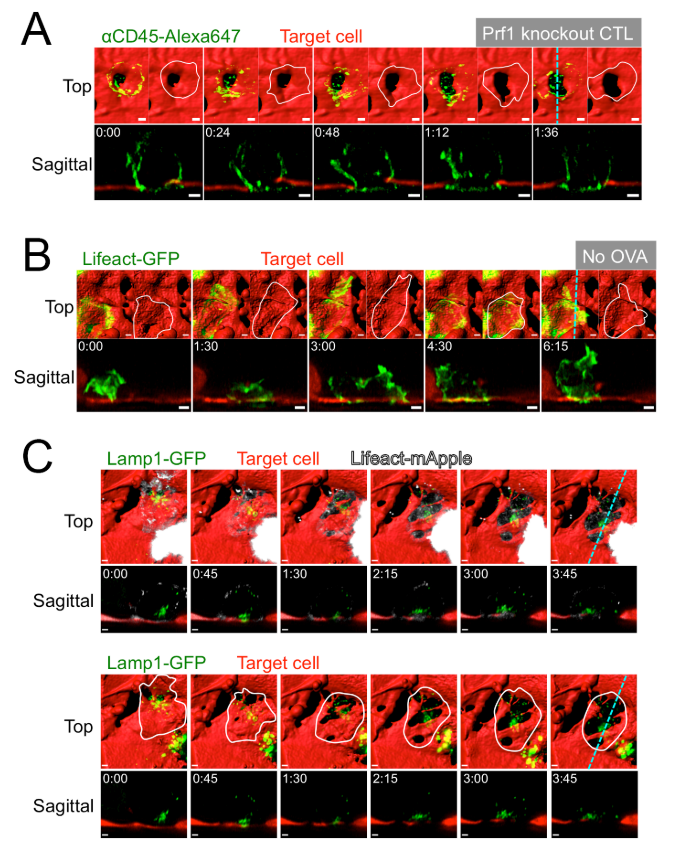 A
αCD45-Alexa647 Target cell Prf1 knockout CTL
Top
0:00 0:24 0:48 1:12 1:36
Sagittal
B
Lifeact-GFP Target cell No OVA
Top
0:00 1:30 3:00 4:30 6:15
Sagittal
C
Lamp1-GFP Target cell Lifeact-mApple
Top
0:00 0:45 1:30 2:15 3:00 3:45
Sagittal
Lamp1-GFP Target cell
Top
0:00 0:45 1:30 2:15 3:00 3:45
Sagittal